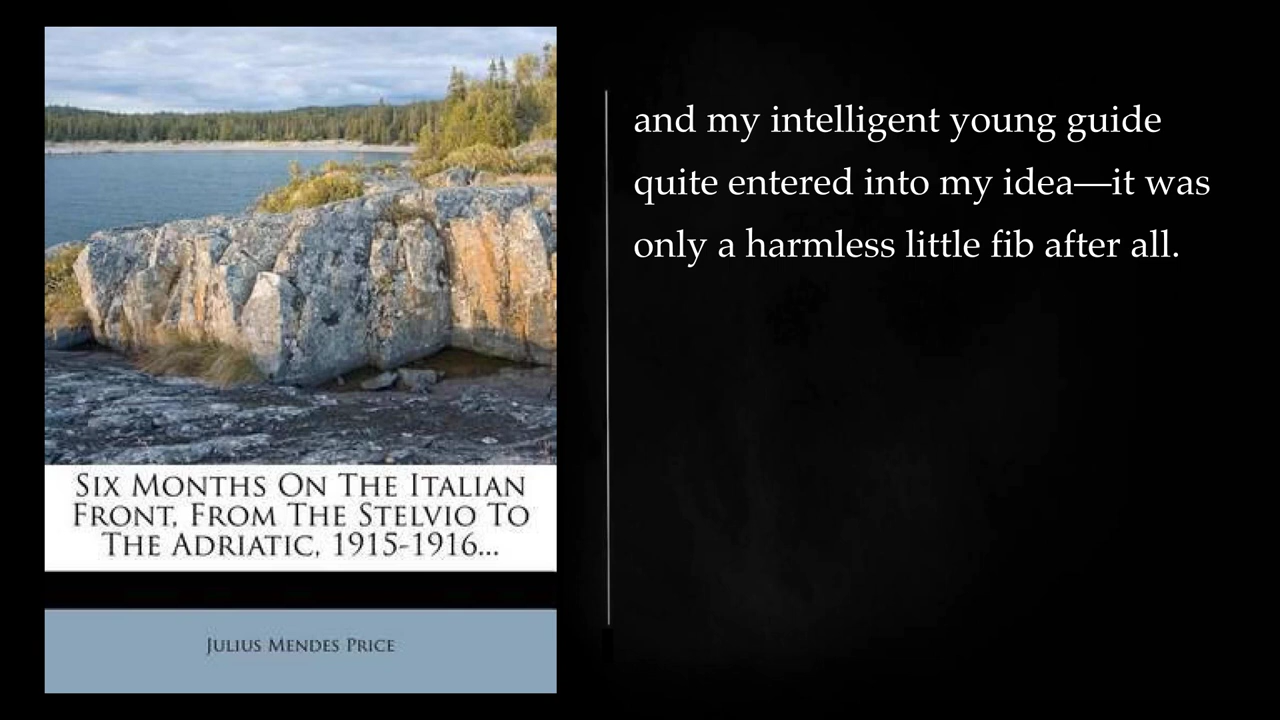 Six Months On The Italian
Front, From The Stelvio To
The Adriatic, 1915-1916...
Julius Mendes Price
and my intelligent young guide
quite entered into my idea—it was
only a harmless little fib after all.